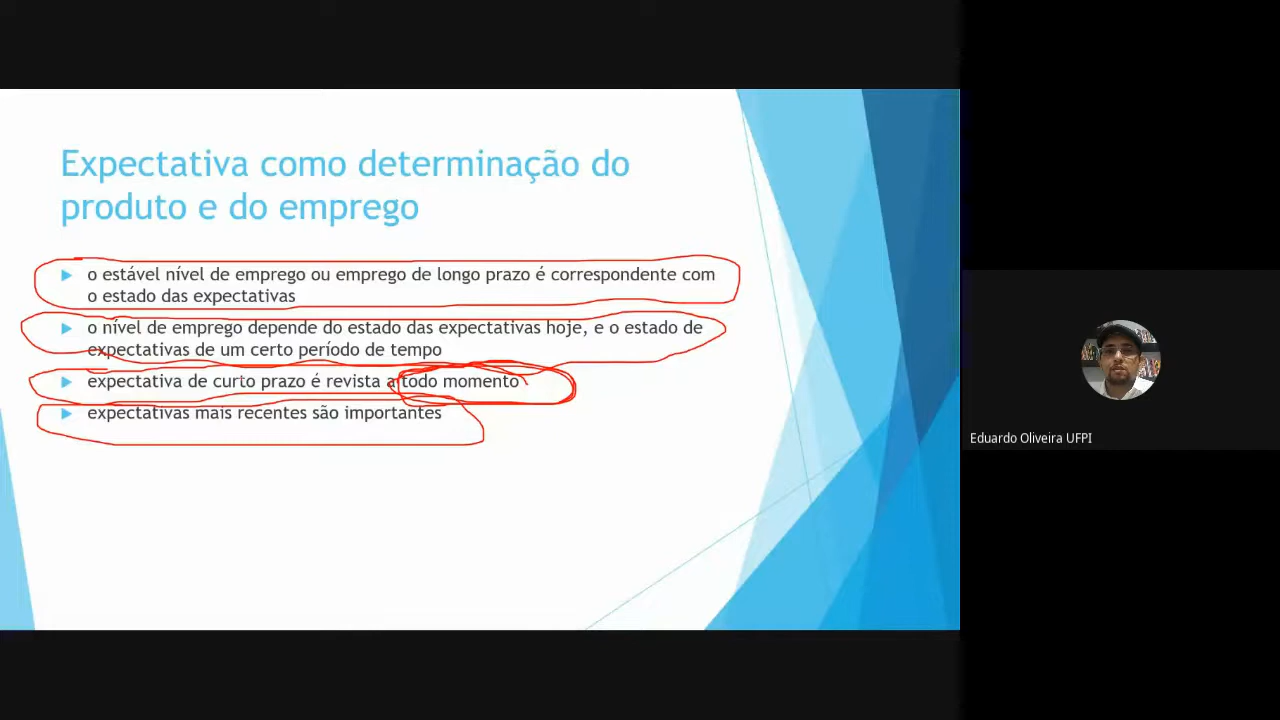 Expectativa como determinação do
produto e do emprego
o estável nível de emprego ou emprego de longo prazo é correspondente com
o estado das expectativas
o nível de emprego depende do estado das expectativas hoje, e o estado de
expectativas de um certo período de tempo
expectativa de curto prazo é revista a todo momento
expectativas mais recentes são importantes
Eduardo Oliveira UFPI